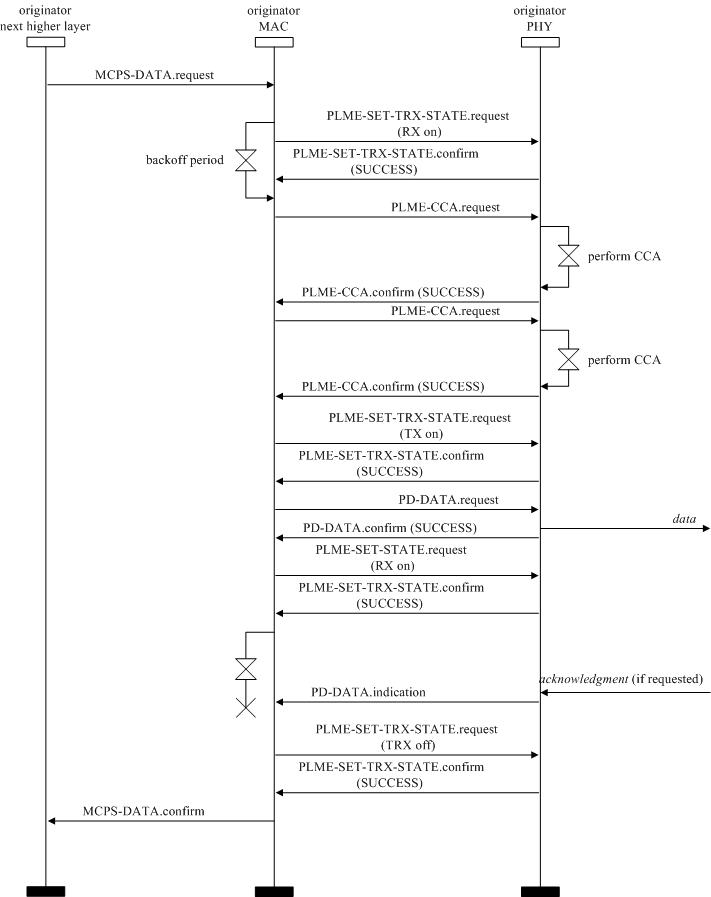 originator
next higher layer
originator
MAC
originator
PHY
MCPS-DATA.request
PLME-SET-TRX-STATE.request
(RX on)
backoff period
PLME-SET-TRX-STATE.confirm
(SUCCESS)
PLME-CCA.request
perform CCA
PLME-CCA.confirm (SUCCESS)
PLME-CCA.request
perform CCA
PLME-CCA.confirm (SUCCESS)
PLME-SET-TRX-STATE.request
(TX on)
PLME-SET-TRX-STATE.confirm
(SUCCESS)
PD-DATA.request
data
PD-DATA.confirm (SUCCESS)
PLME-SET-STATE.request
(RX on)
PLME-SET-TRX-STATE.confirm
(SUCCESS)
acknowledgment (if requested)
PD-DATA.indication
PLME-SET-TRX-STATE.request
(TRX off)
PLME-SET-TRX-STATE.confirm
(SUCCESS)
MCPS-DATA.confirm